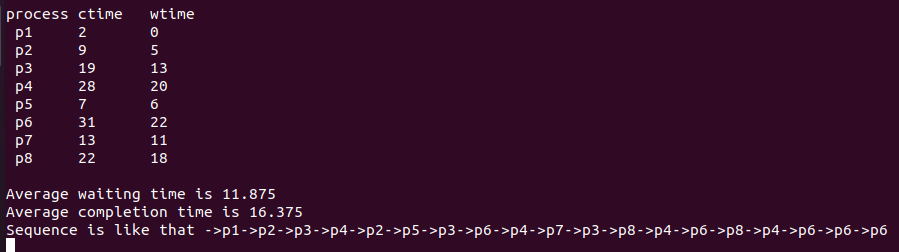 process ctime wtime
p1 2 0
p2 9 5
p3 19 13
p4 28 20
p5 7 6
p6 31 22
p7 13 11
p8 22 18
Average waiting time is 11.875
Average completion time is 16.375
Sequence is like that ->p1->p2->p3->p4->p2->p5->p3->p6->p4->p7->p3->p8->p4->p6->p8->p4->p6->p6->p6